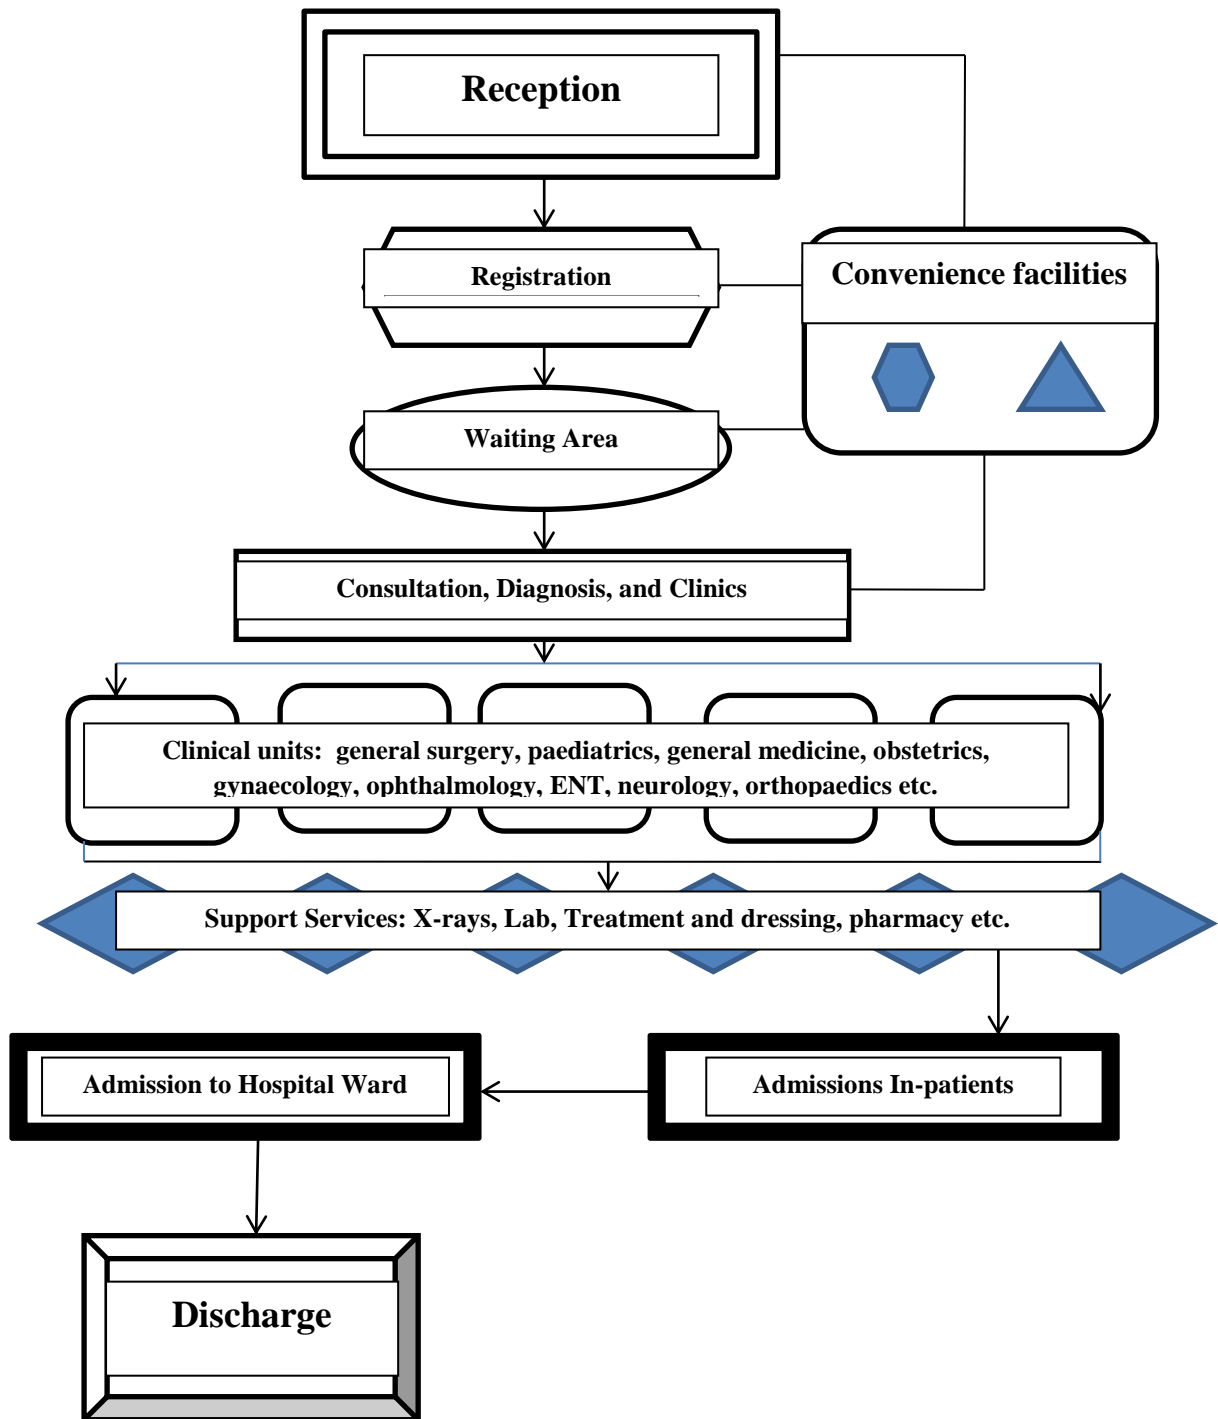 Reception
Registration
Convenience facilities
Waiting Area
Consultation, Diagnosis, and Clinics
Clinical units:  general surgery, paediatrics, general medicine, obstetrics,
gynaecology, ophthalmology, ENT, neurology, orthopaedics etc.
Support Services: X-rays, Lab, Treatment and dressing, pharmacy etc.
Admission to Hospital Ward
Admissions In-patients
Discharge